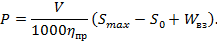 P = V / 1000η_пр (S_max − S_0 + W_вз).